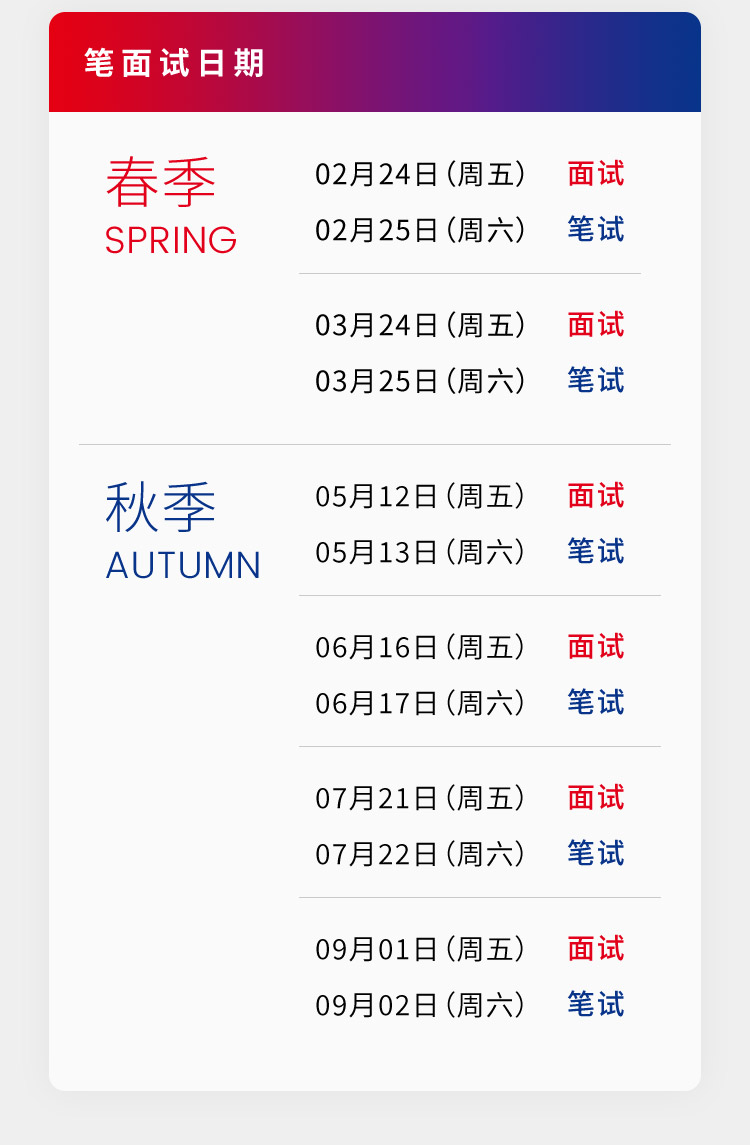 笔面试日期
春季
SPRING
02月24日（周五） 面试
02月25日（周六） 笔试
03月24日（周五） 面试
03月25日（周六） 笔试
秋季
AUTUMN
05月12日（周五） 面试
05月13日（周六） 笔试
06月16日（周五） 面试
06月17日（周六） 笔试
07月21日（周五） 面试
07月22日（周六） 笔试
09月01日（周五） 面试
09月02日（周六） 笔试